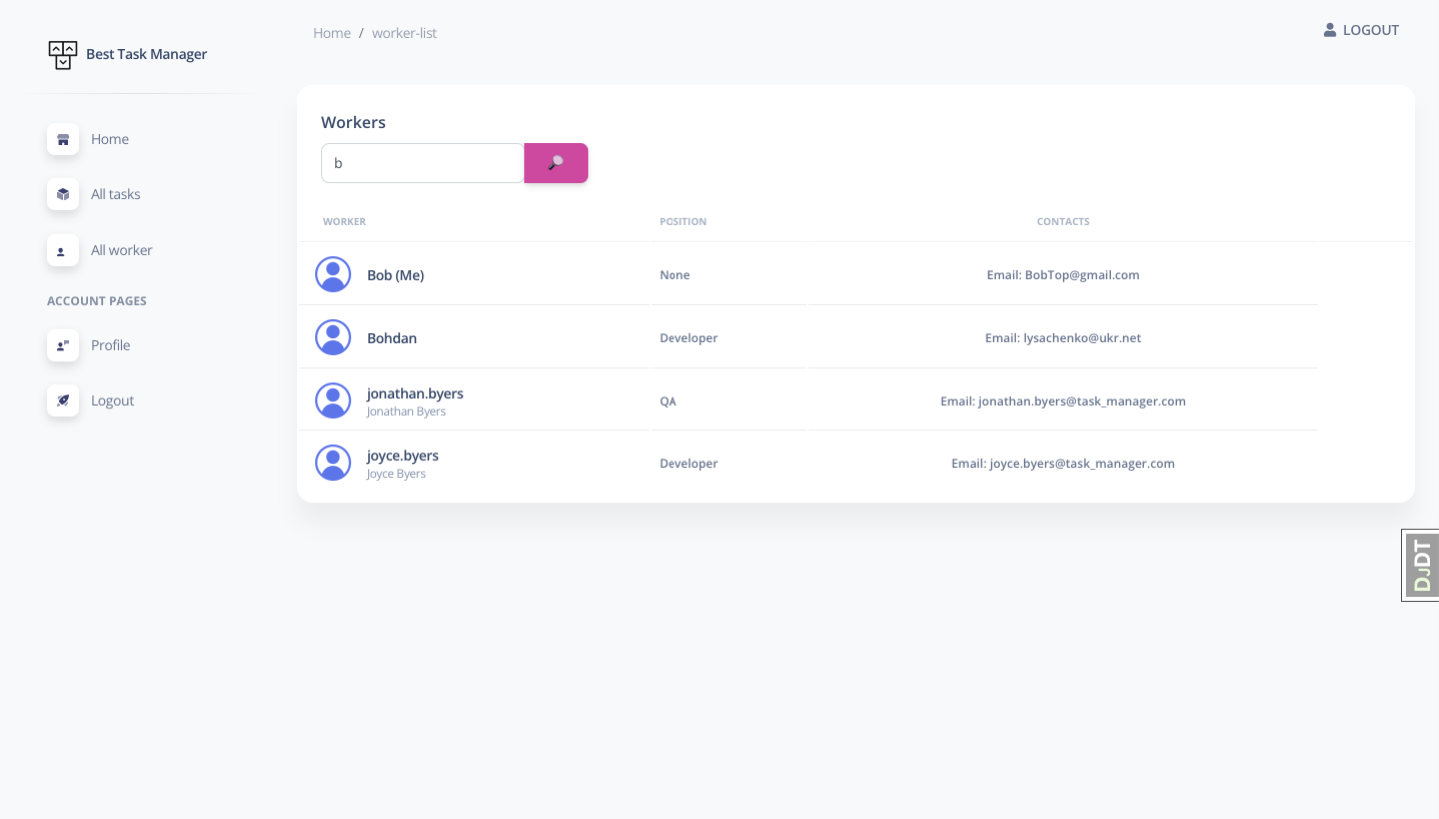 Best Task Manager
Home / worker-list
LOGOUT
Home
All tasks
All worker
ACCOUNT PAGES
Profile
Logout
Workers
b
WORKER POSITION CONTACTS
Bob (Me) None Email: BobTop@gmail.com
Bohdan Developer Email: lysachenko@ukr.net
jonathan.byers
Jonathan Byers
QA Email: jonathan.byers@task_manager.com
joyce.byers
Joyce Byers
Developer Email: joyce.byers@task_manager.com
DJDT